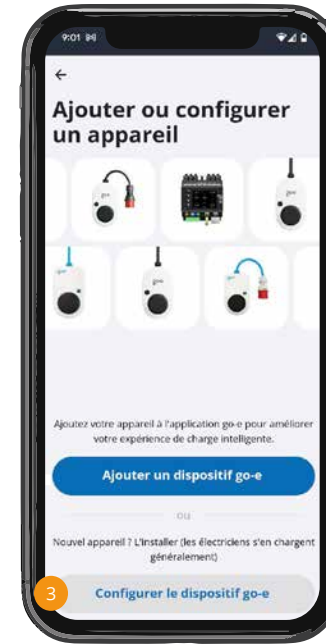 9:01
Ajouter ou configurer
un appareil
Ajoutez votre appareil à l'application go-e pour améliorer
votre expérience de charge intelligente.
Ajouter un dispositif go-e
ou
Nouvel appareil ? L'installer (les électriciens s'en chargent
généralement)
3
Configurer le dispositif go-e